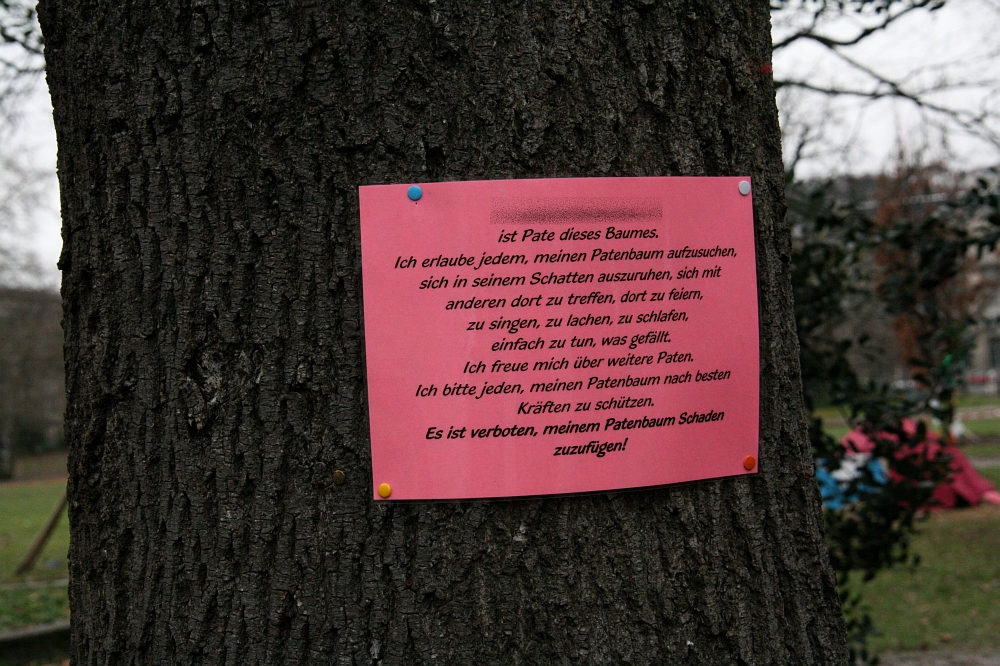 ist Pate dieses Baumes.
Ich erlaube jedem, meinen Patenbaum aufzusuchen,
sich in seinem Schatten auszuruhen, sich mit
anderen dort zu treffen, dort zu feiern,
zu singen, zu lachen, zu schlafen,
einfach zu tun, was gefällt.
Ich freue mich über weitere Paten.
Ich bitte jeden, meinen Patenbaum nach besten
Kräften zu schützen.
Es ist verboten, meinem Patenbaum Schaden
zuzufügen!